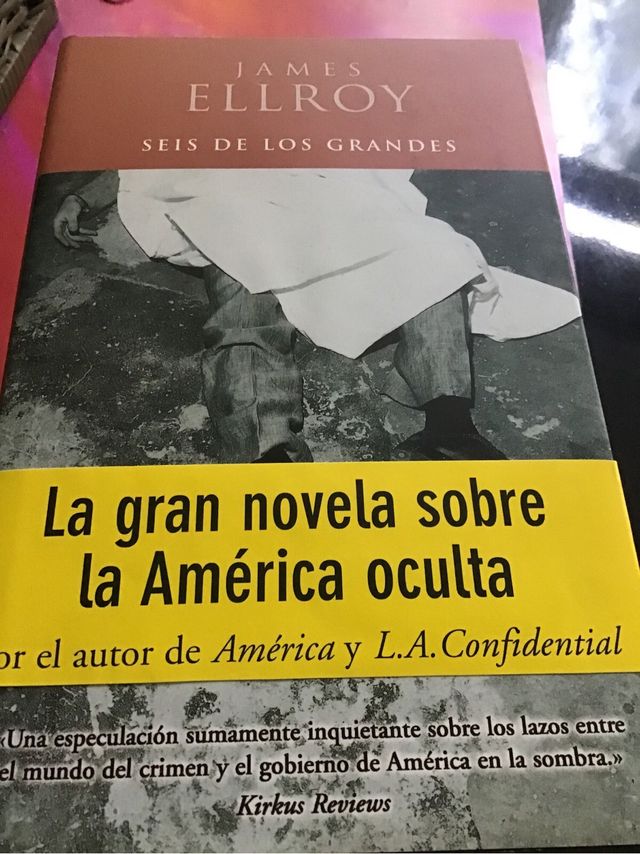 JAMES
ELLROY
SEIS DE LOS GRANDES
La gran novela sobre
la América oculta
or el autor de América y L.A. Confidential
«Una especulación sumamente inquietante sobre los lazos entre
el mundo del crimen y el gobierno de América en la sombra.»
Kirkus Reviews